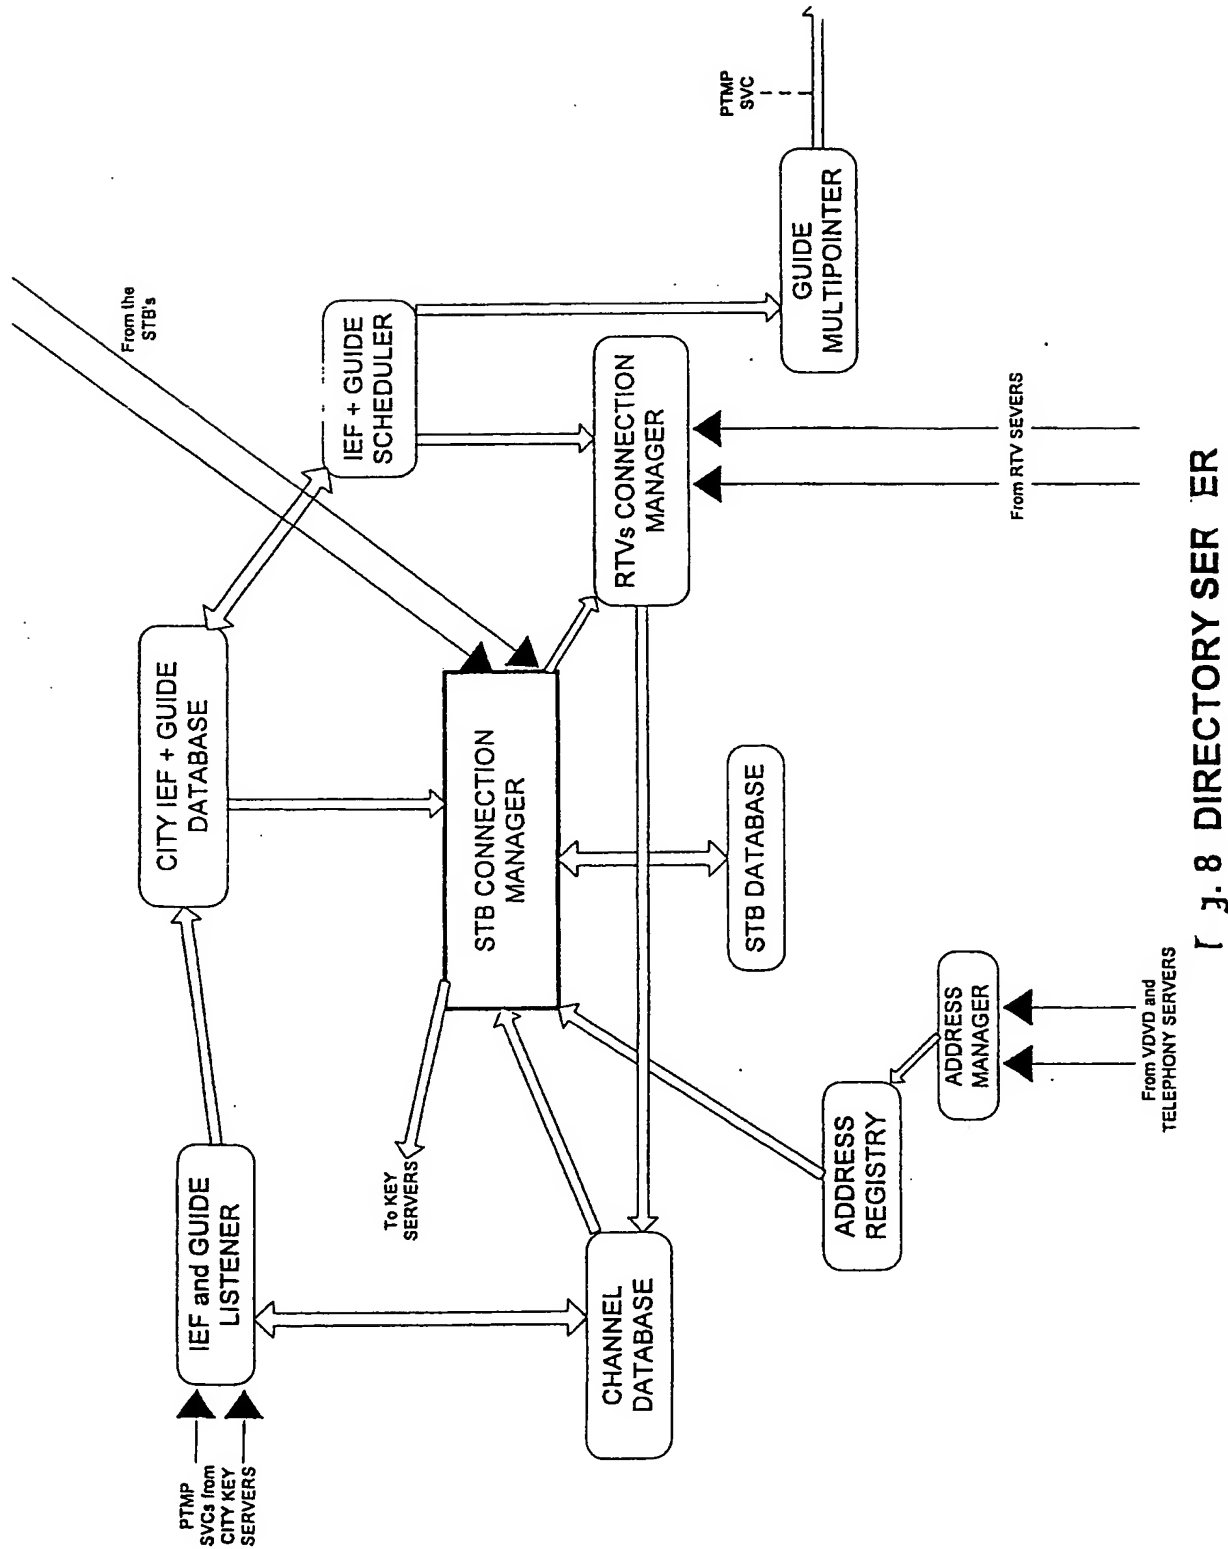 PTMP
SVCs from
CITY KEY
SERVERS
IEF and GUIDE
LISTENER
CITY IEF + GUIDE
DATABASE
From the
STB's
IEF + GUIDE
SCHEDULER
PTMP
SVC
GUIDE
MULTIPOINTER
To KEY
SERVERS
STB CONNECTION
MANAGER
RTVs CONNECTION
MANAGER
CHANNEL
DATABASE
STB DATABASE
ADDRESS
REGISTRY
ADDRESS
MANAGER
From RTV SEVERS
From VDVD and
TELEPHONY SERVERS
8 DIRECTORY